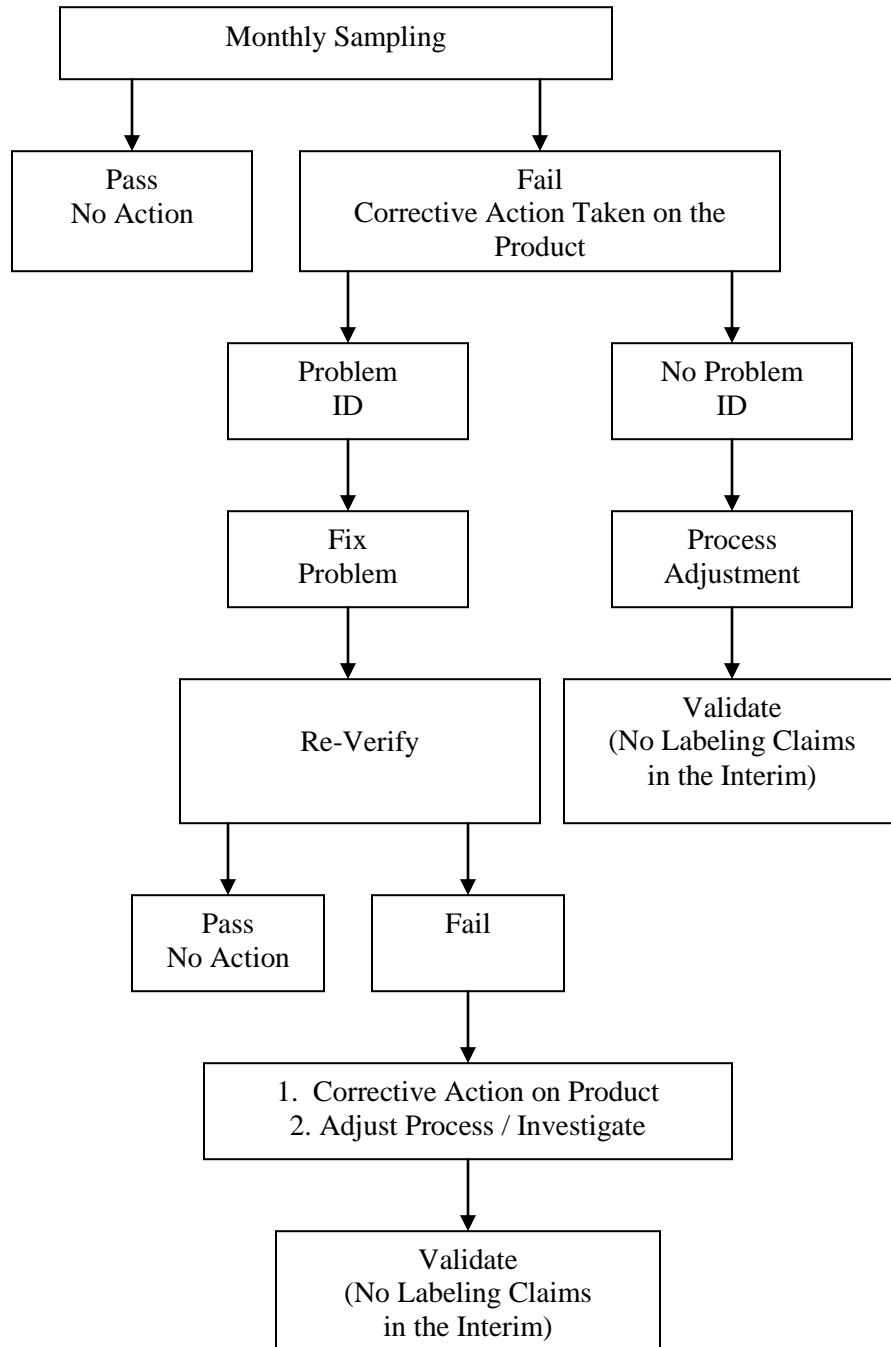 Monthly Sampling
Pass
No Action
Fail
Corrective Action Taken on the
Product
Problem
ID
No Problem
ID
Fix
Problem
Process
Adjustment
Re-Verify
Validate
(No Labeling Claims
in the Interim)
Pass
No Action
Fail
1. Corrective Action on Product
2. Adjust Process / Investigate
Validate
(No Labeling Claims
in the Interim)